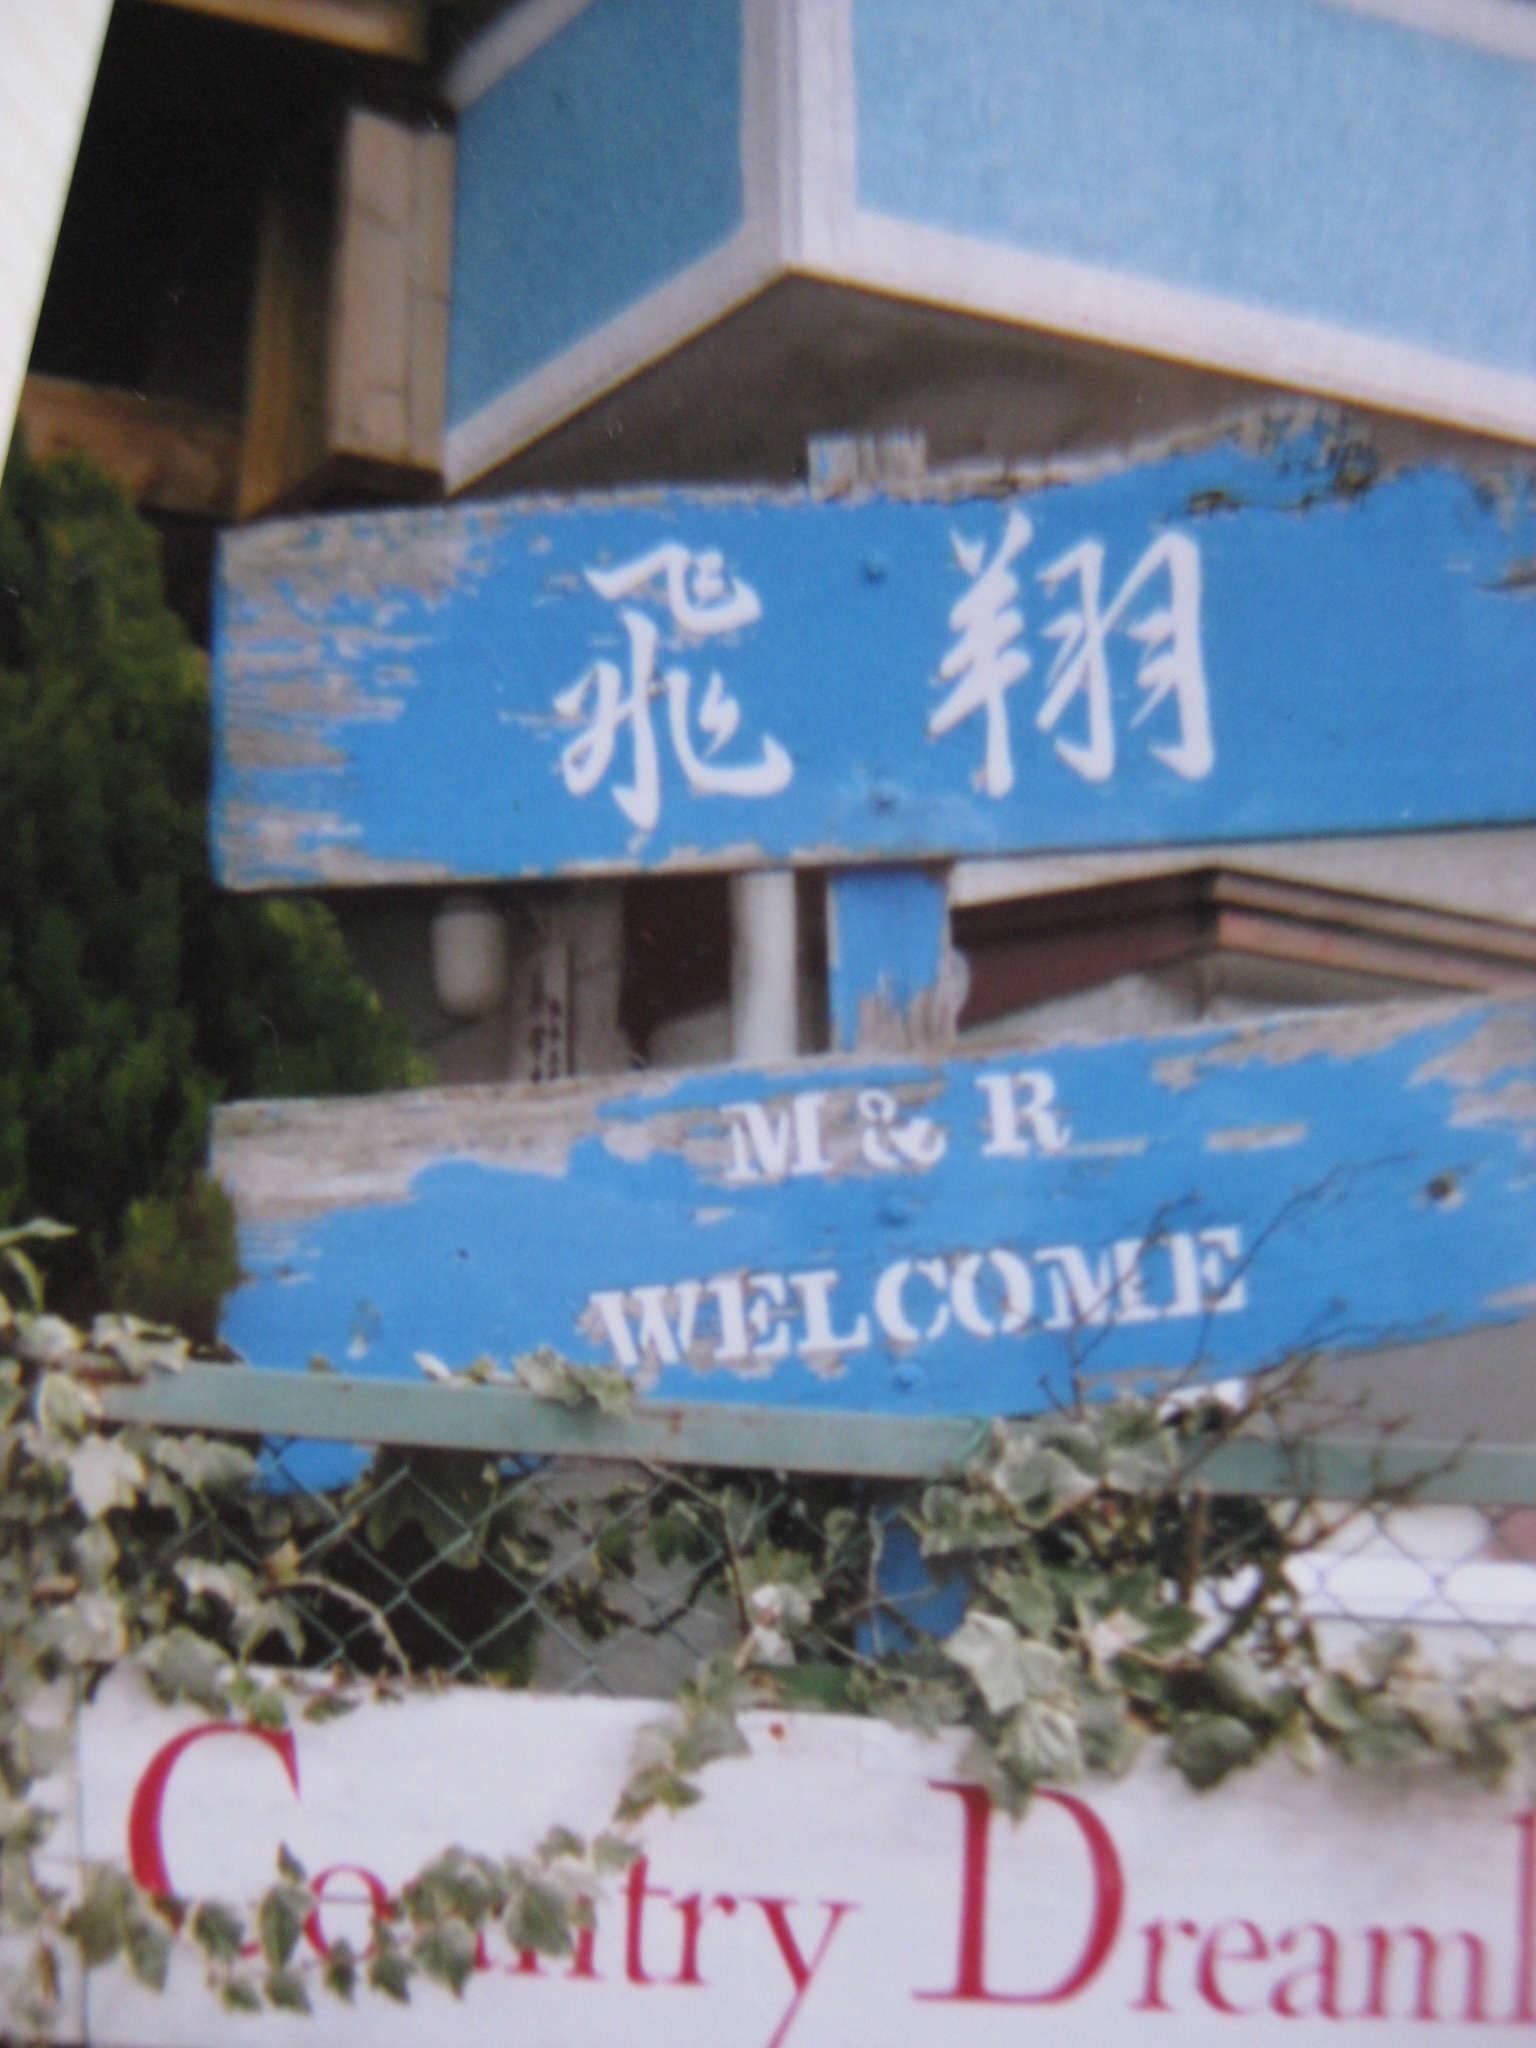 飛翔
M & R
WELCOME
Country Dream